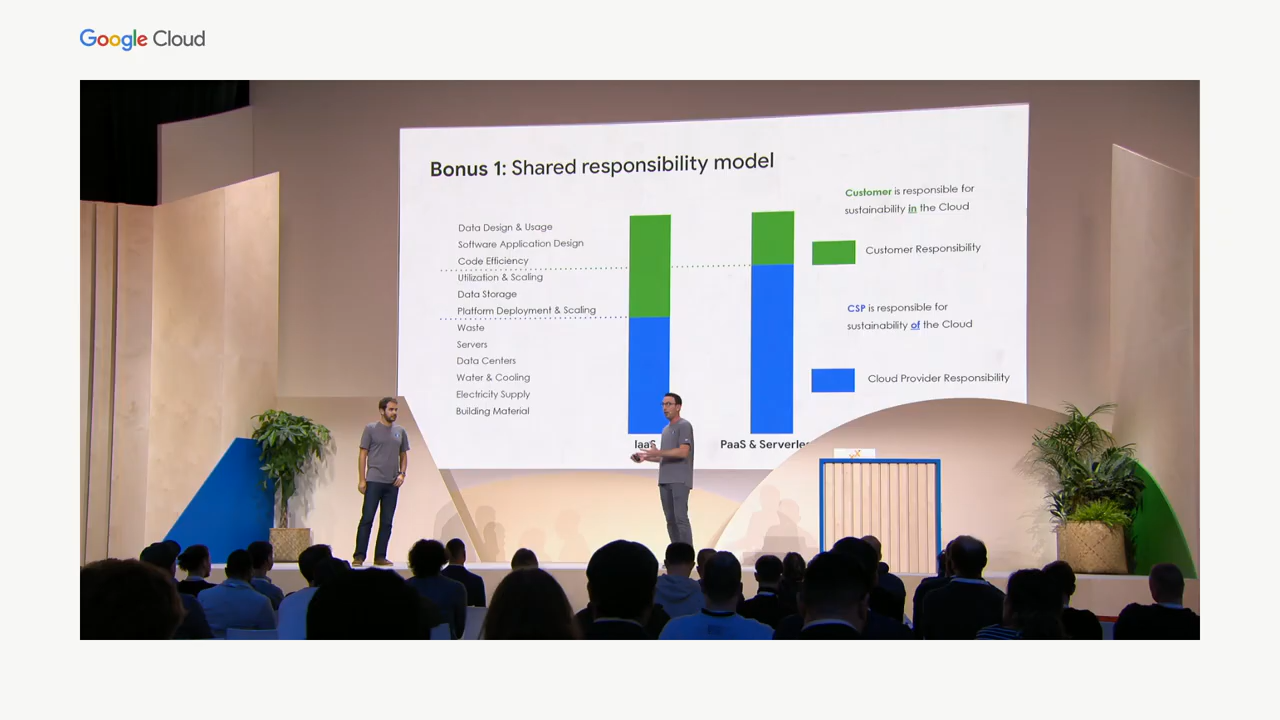 Google Cloud
Bonus 1: Shared responsibility model
Customer is responsible for
sustainability in the Cloud
Data Design & Usage
Software Application Design
Code Efficiency
Utilization & Scaling
Data Storage
Platform Deployment & Scaling
Waste
Servers
Data Centers
Water & Cooling
Electricity Supply
Building Material
Customer Responsibility
CSP is responsible for
sustainability of the Cloud
Cloud Provider Responsibility
IaaS
PaaS &